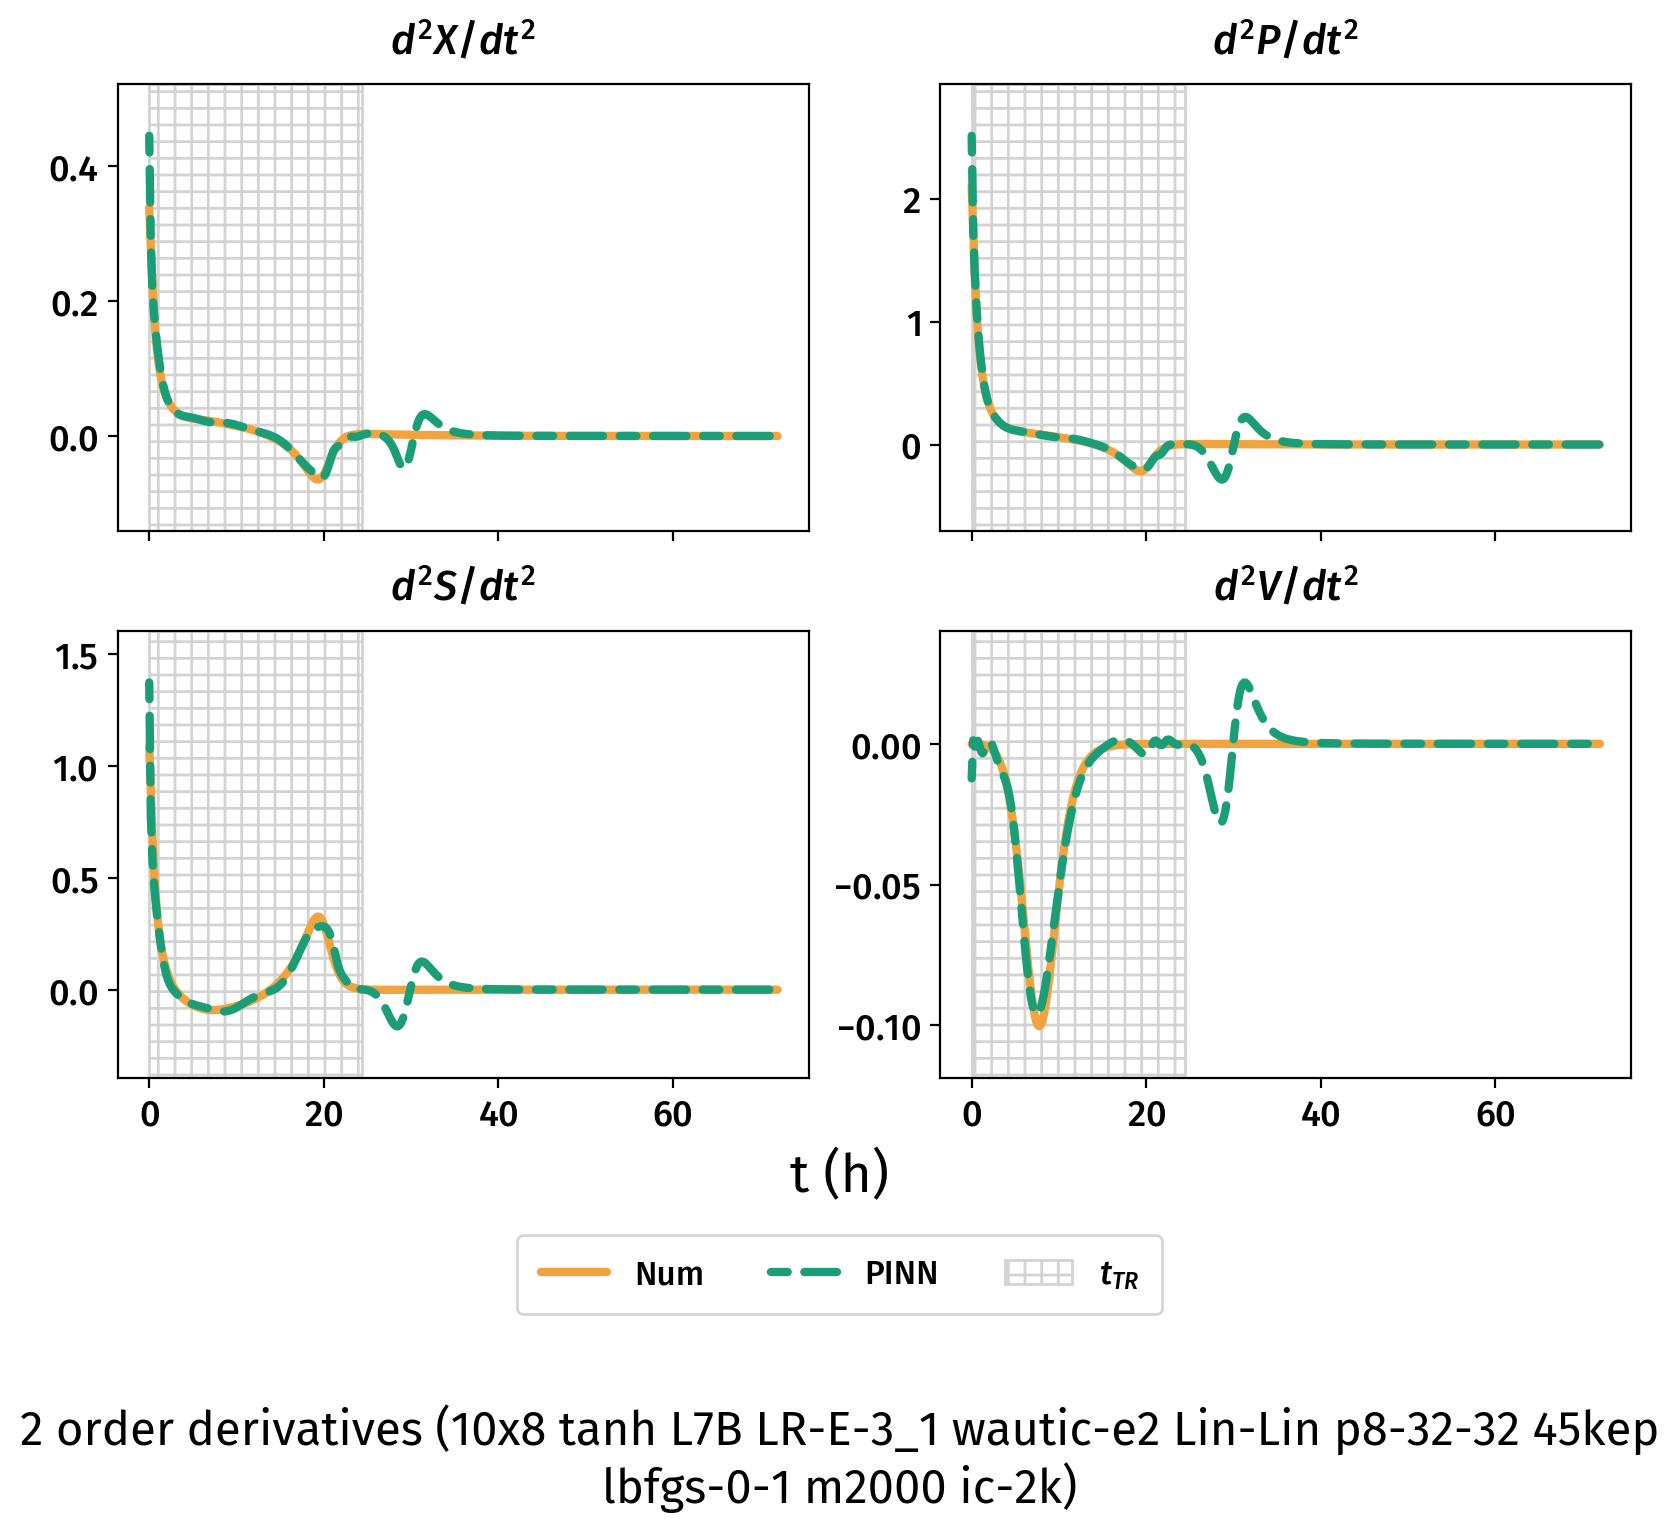 d²X/dt²
d²P/dt²
0.4
0.2
0.0
2
1
0
d²S/dt²
d²V/dt²
1.5
1.0
0.5
0.0
0.00
−0.05
−0.10
0 20 40 60
0 20 40 60
t (h)
Num PINN t_TR
2 order derivatives (10x8 tanh L7B LR-E-3_1 wautic-e2 Lin-Lin p8-32-32 45kep
lbfgs-0-1 m2000 ic-2k)